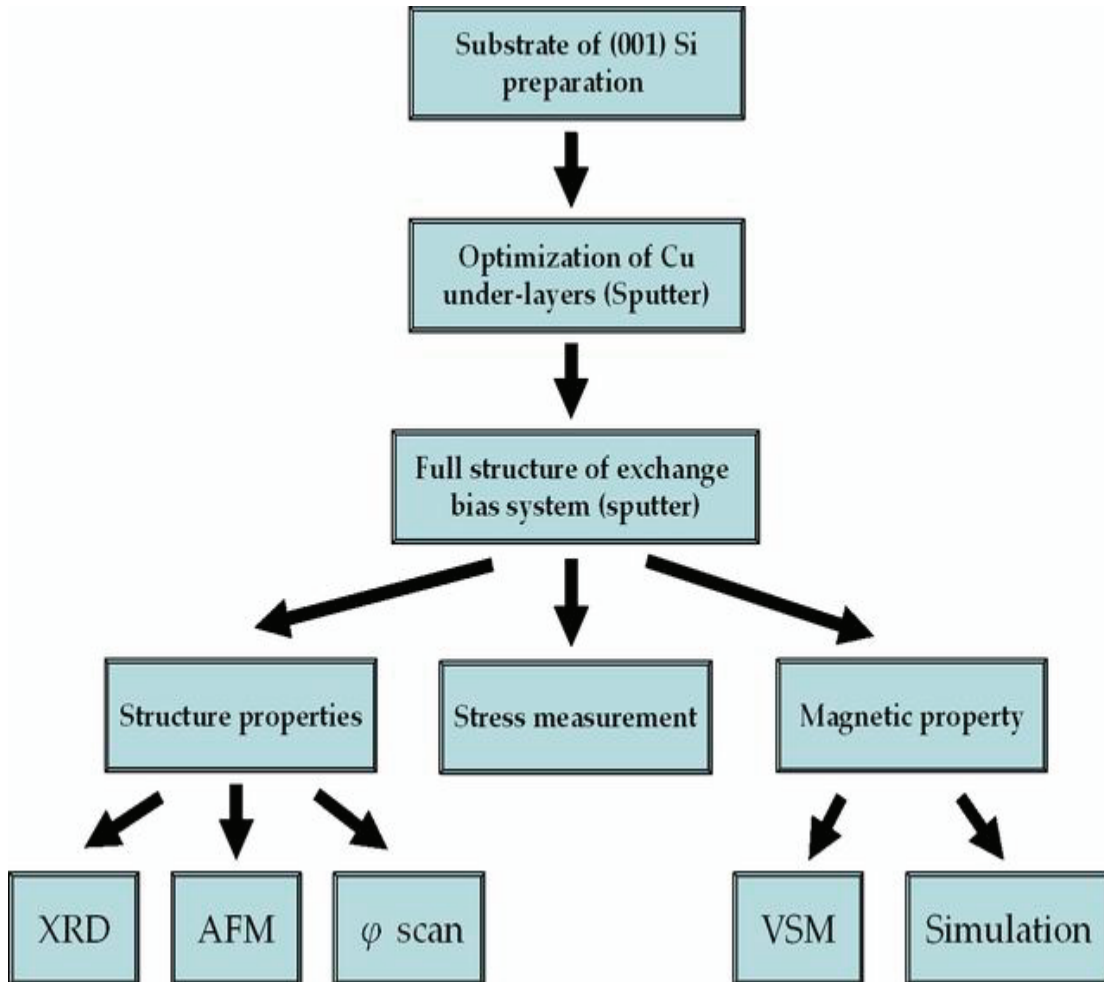 Substrate of (001) Si
preparation
Optimization of Cu
under-layers (Sputter)
Full structure of exchange
bias system (sputter)
Structure properties
Stress measurement
Magnetic property
XRD
AFM
φ scan
VSM
Simulation